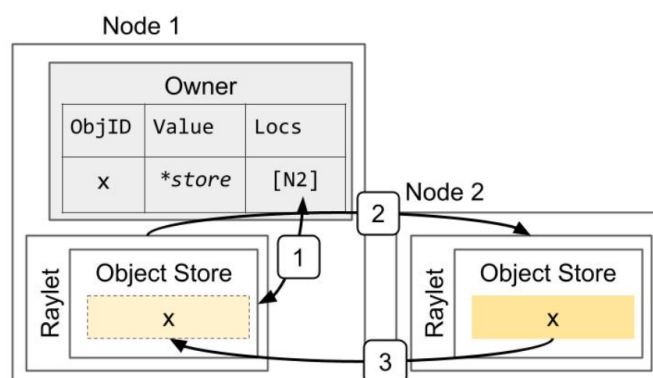 Node 1
Owner
ObjID Value Locs
x *store [N2]
Node 2
2
1
Raylet
Object Store
x
Raylet
Object Store
x
3